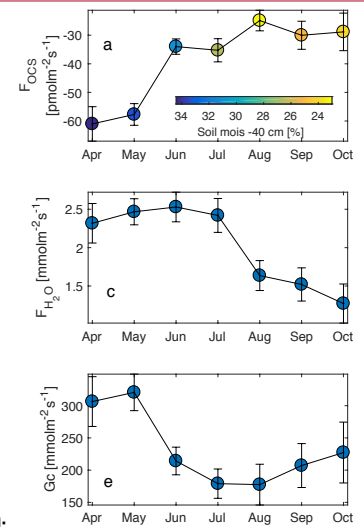 a
F_OCS
[pmolm⁻²s⁻¹]
-30
-40
-50
-60
34 32 30 28 26 24
Soil mois -40 cm [%]
Apr May Jun Jul Aug Sep Oct
c
F_H₂O [mmolm⁻²s⁻¹]
2.5
1.5
Apr May Jun Jul Aug Sep Oct
e
Gc [mmolm⁻²s⁻¹]
300
250
200
150
Apr May Jun Jul Aug Sep Oct